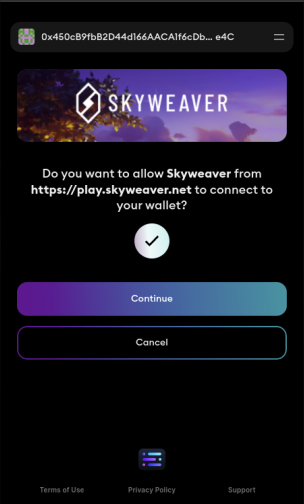 0x450cB9fbB2D44d166AACA1f6cDb... e4C
SKYWEAVER
Do you want to allow Skyweaver from
https://play.skyweaver.net to connect to
your wallet?
Continue
Cancel
Terms of Use
Privacy Policy
Support